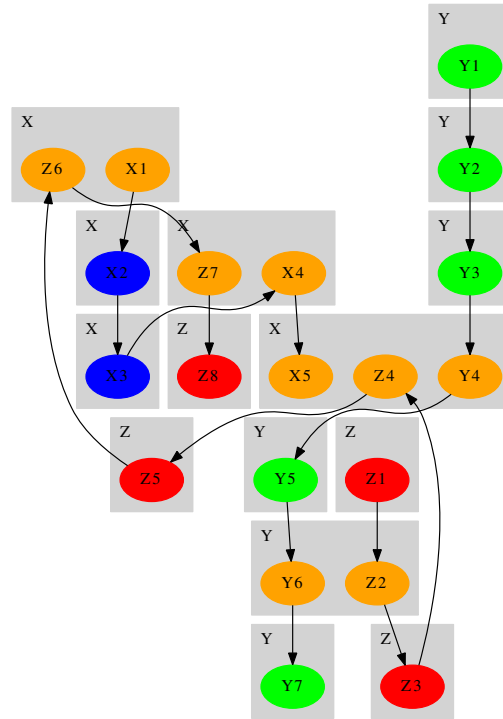 Y
Y1
X
Y
Z6 X1 Y2
X X Y
X2 Z7 X4 Y3
X Z X
X3 Z8 X5 Z4 Y4
Z Y Z
Z5 Y5 Z1
Y
Y6 Z2
Y Z
Y7 Z3